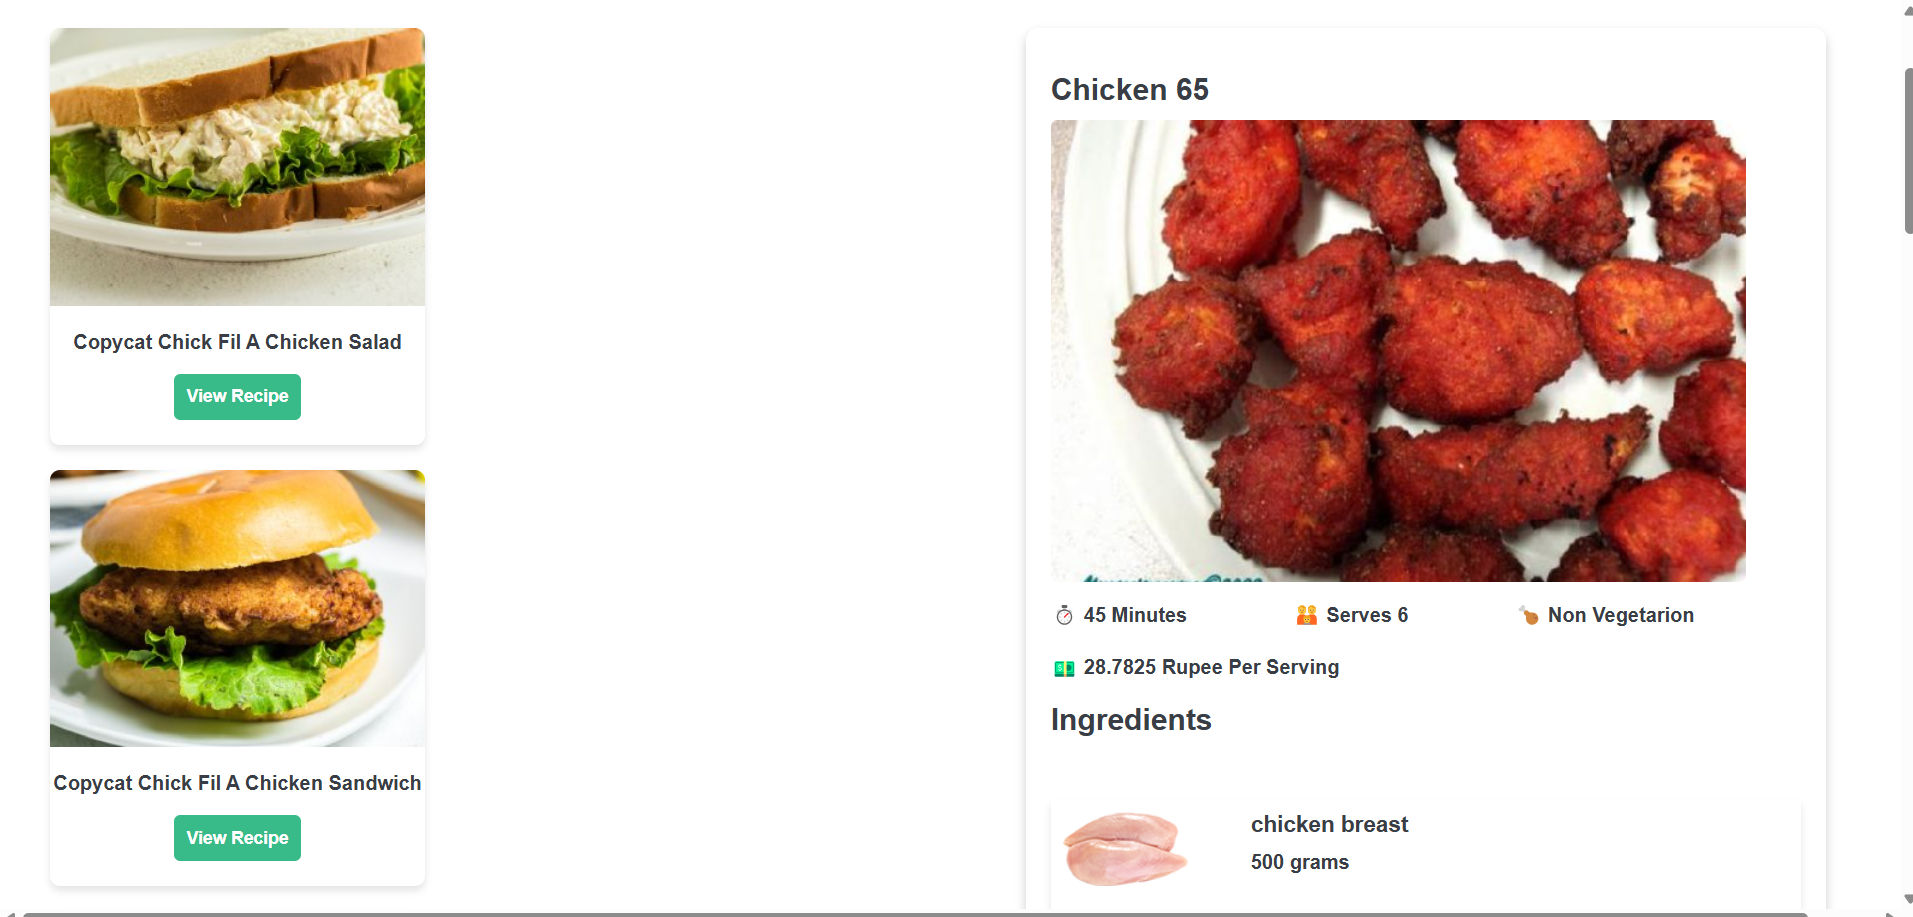 Copycat Chick Fil A Chicken Salad
View Recipe
Copycat Chick Fil A Chicken Sandwich
View Recipe
Chicken 65
45 Minutes
Serves 6
Non Vegetarion
28.7825 Rupee Per Serving
Ingredients
chicken breast
500 grams